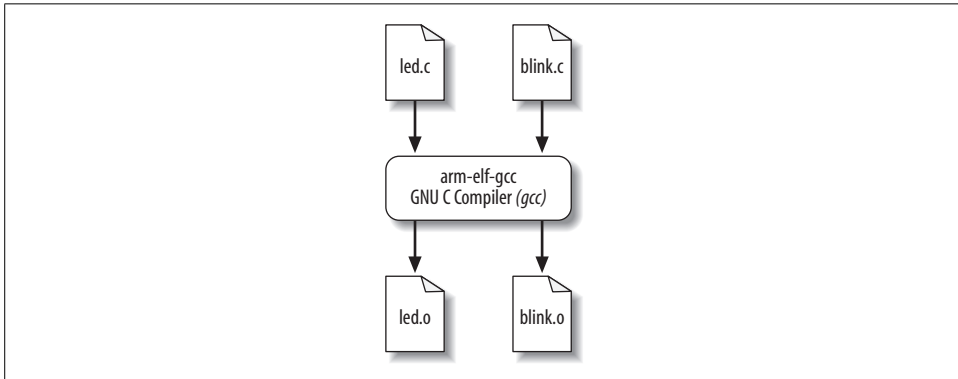 led.c
blink.c
arm-elf-gcc
GNU C Compiler (gcc)
led.o
blink.o